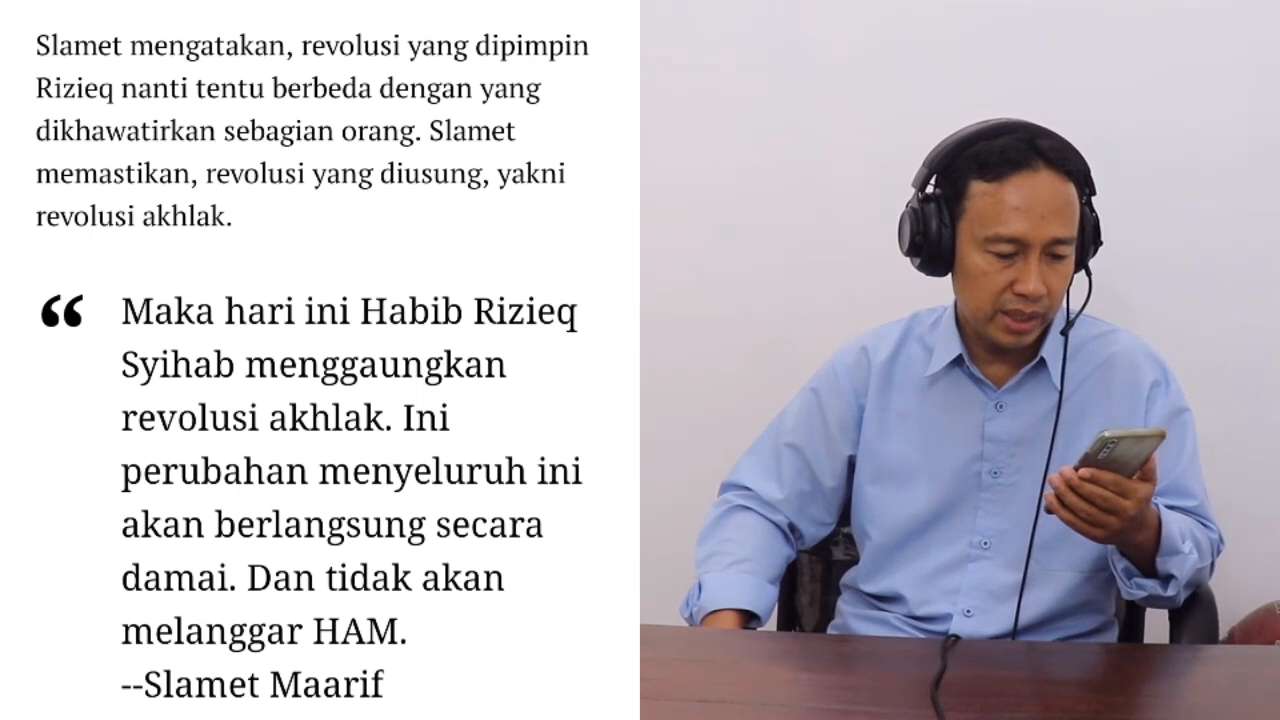 Slamet mengatakan, revolusi yang dipimpin
Rizieq nanti tentu berbeda dengan yang
dikhawatirkan sebagian orang. Slamet
memastikan, revolusi yang diusung, yakni
revolusi akhlak.
“ Maka hari ini Habib Rizieq
Syihab menggaungkan
revolusi akhlak. Ini
perubahan menyeluruh ini
akan berlangsung secara
damai. Dan tidak akan
melanggar HAM.
--Slamet Maarif